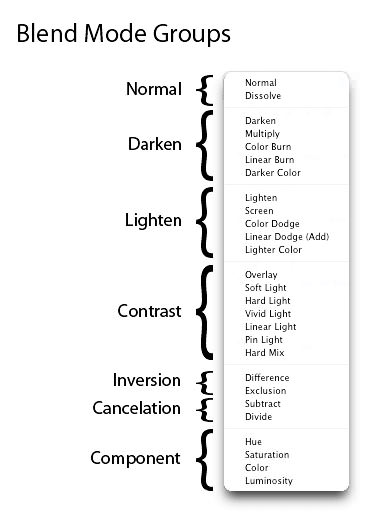 Blend Mode Groups
Normal
Normal
Dissolve
Darken
Darken
Multiply
Color Burn
Linear Burn
Darker Color
Lighten
Lighten
Screen
Color Dodge
Linear Dodge (Add)
Lighter Color
Contrast
Overlay
Soft Light
Hard Light
Vivid Light
Linear Light
Pin Light
Hard Mix
Inversion
Difference
Exclusion
Cancelation
Subtract
Divide
Component
Hue
Saturation
Color
Luminosity